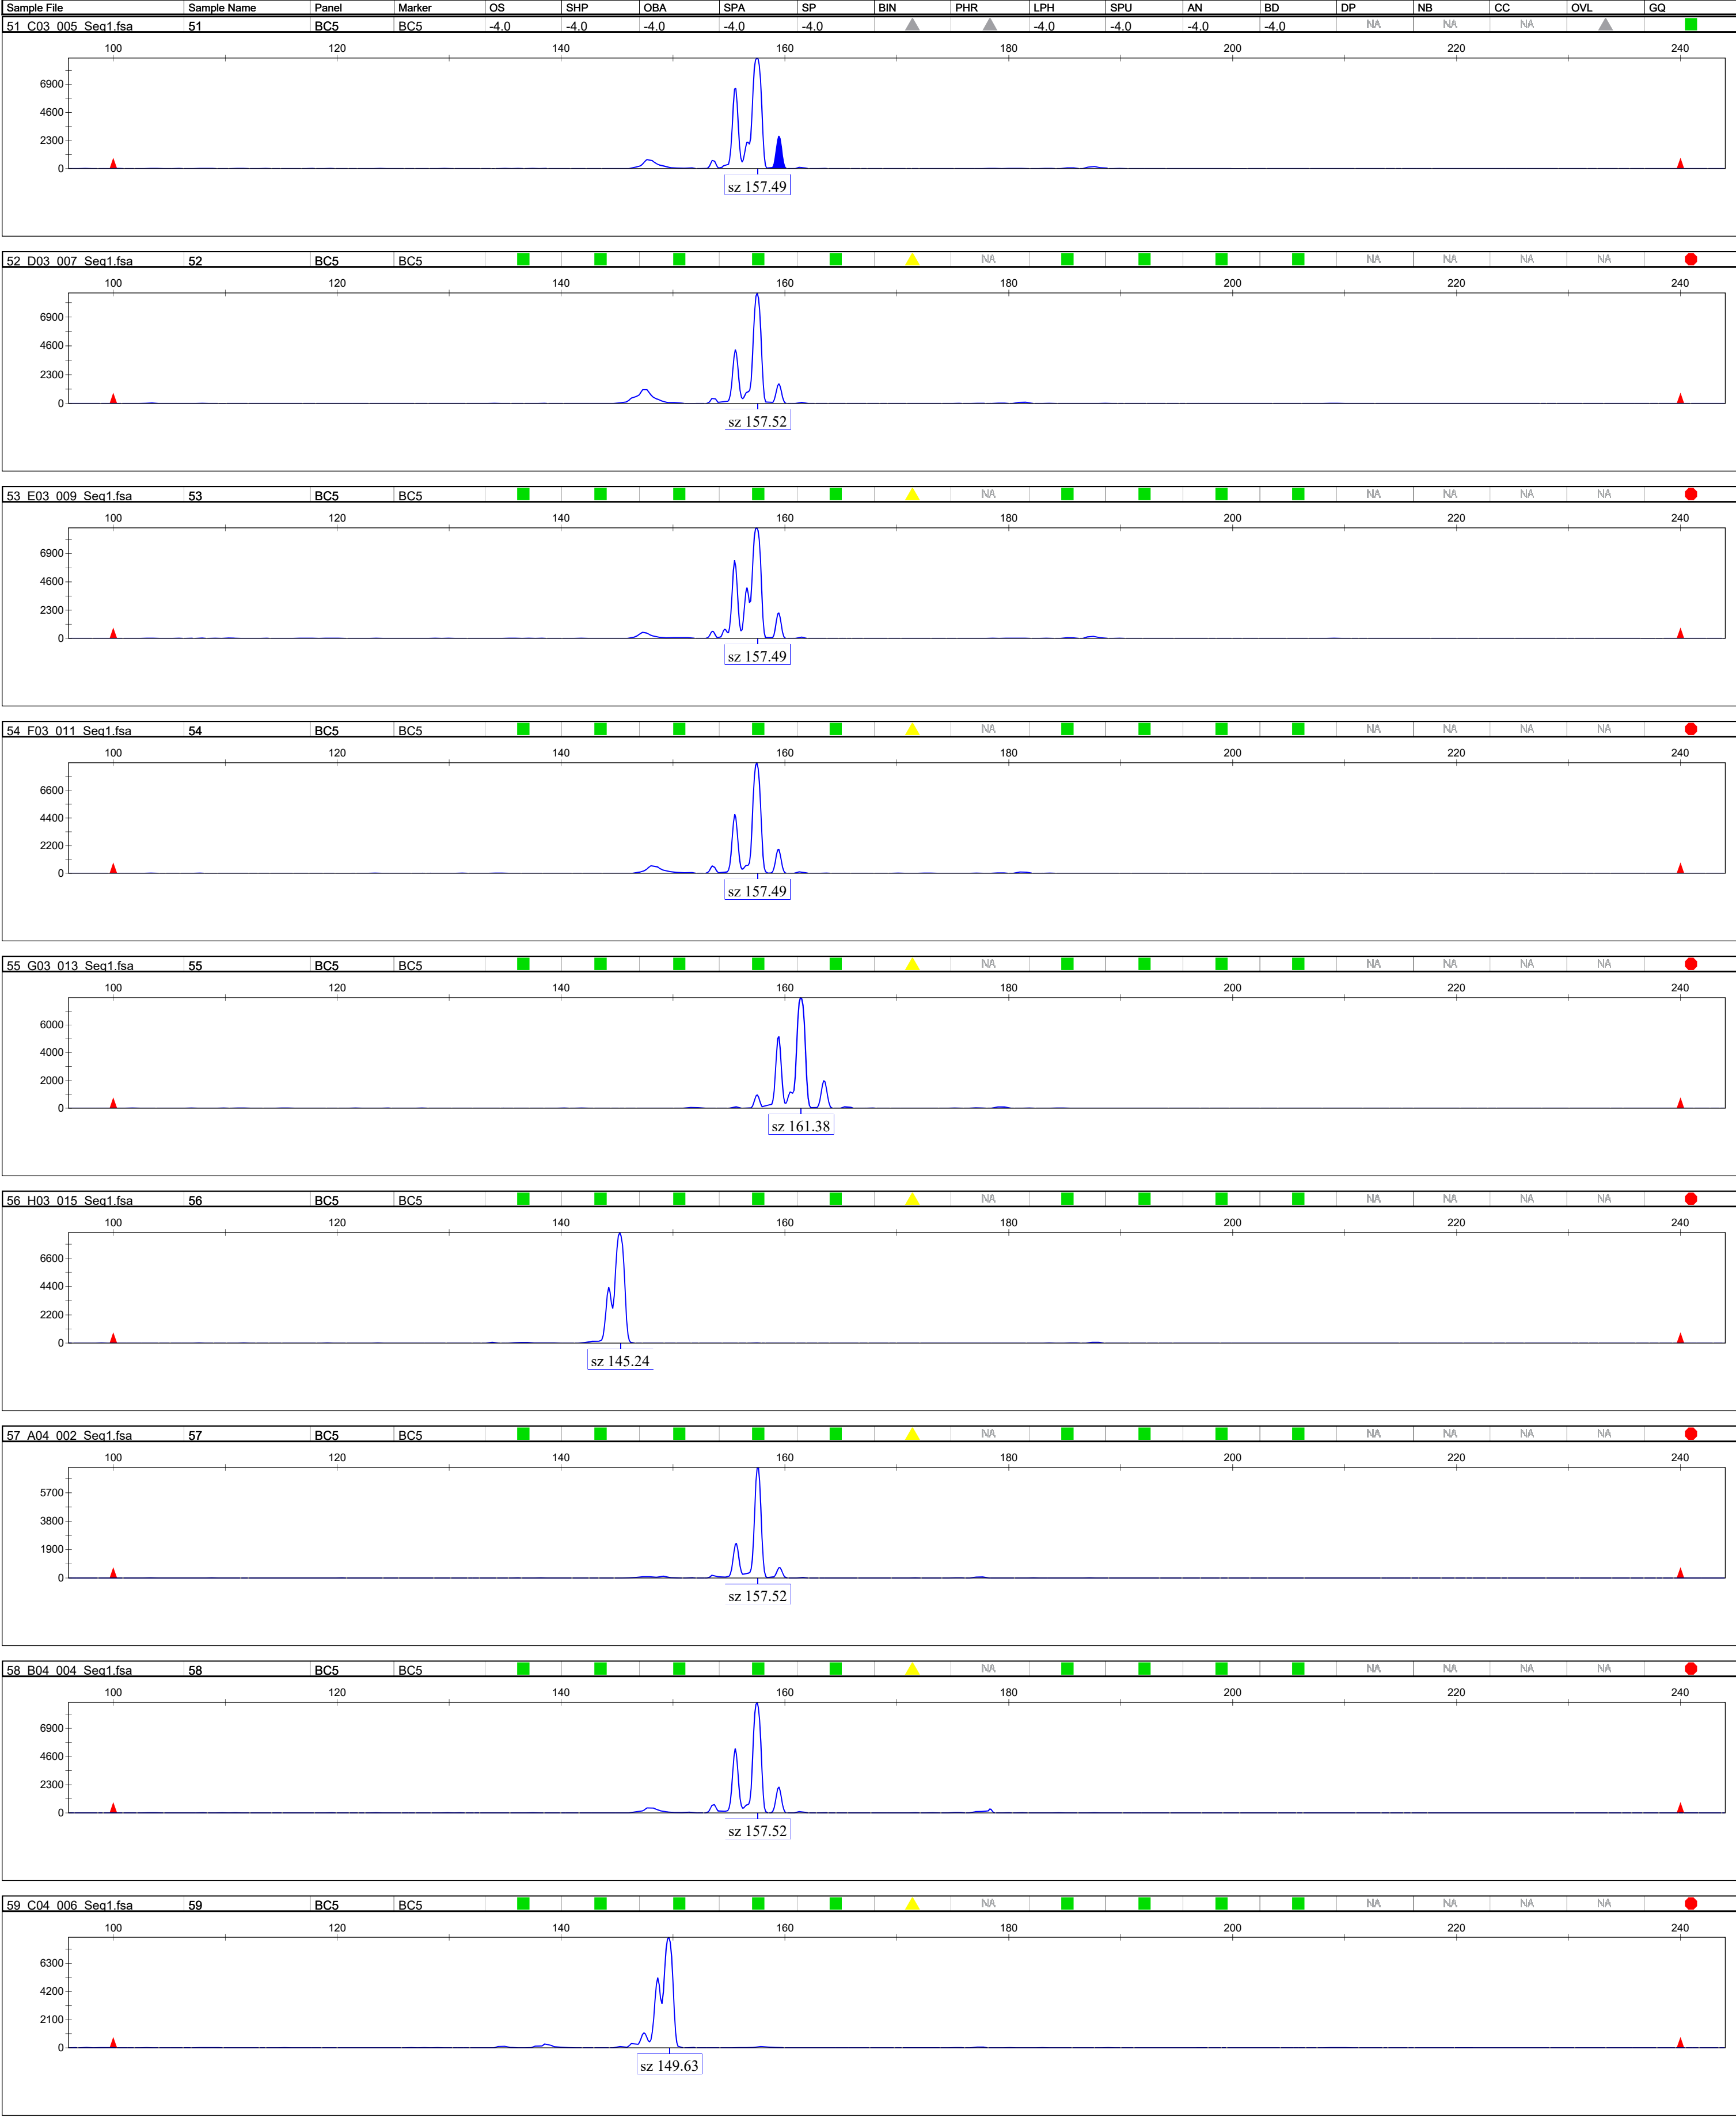 Sample File Sample Name Panel Marker OS SHP OBA SPA SP BIN PHR LPH SPU AN BD DP NB CC OVL GQ
51_C03_005_Seq1.fsa 51 BC5 BC5 -4.0 -4.0 -4.0 -4.0 -4.0 -4.0 -4.0 -4.0 -4.0 NA NA NA
100 120 140 160 180 200 220 240
6900
4600
2300
0
sz 157.49
52_D03_007_Seq1.fsa 52 BC5 BC5 NA NA NA NA NA
100 120 140 160 180 200 220 240
6900
4600
2300
0
sz 157.52
53_E03_009_Seq1.fsa 53 BC5 BC5 NA NA NA NA NA
100 120 140 160 180 200 220 240
6900
4600
2300
0
sz 157.49
54_F03_011_Seq1.fsa 54 BC5 BC5 NA NA NA NA NA
100 120 140 160 180 200 220 240
6600
4400
2200
0
sz 157.49
55_G03_013_Seq1.fsa 55 BC5 BC5 NA NA NA NA NA
100 120 140 160 180 200 220 240
6000
4000
2000
0
sz 161.38
56_H03_015_Seq1.fsa 56 BC5 BC5 NA NA NA NA NA
100 120 140 160 180 200 220 240
6600
4400
2200
0
sz 145.24
57_A04_002_Seq1.fsa 57 BC5 BC5 NA NA NA NA NA
100 120 140 160 180 200 220 240
5700
3800
1900
0
sz 157.52
58_B04_004_Seq1.fsa 58 BC5 BC5 NA NA NA NA NA
100 120 140 160 180 200 220 240
6900
4600
2300
0
sz 157.52
59_C04_006_Seq1.fsa 59 BC5 BC5 NA NA NA NA NA
100 120 140 160 180 200 220 240
6300
4200
2100
0
sz 149.63